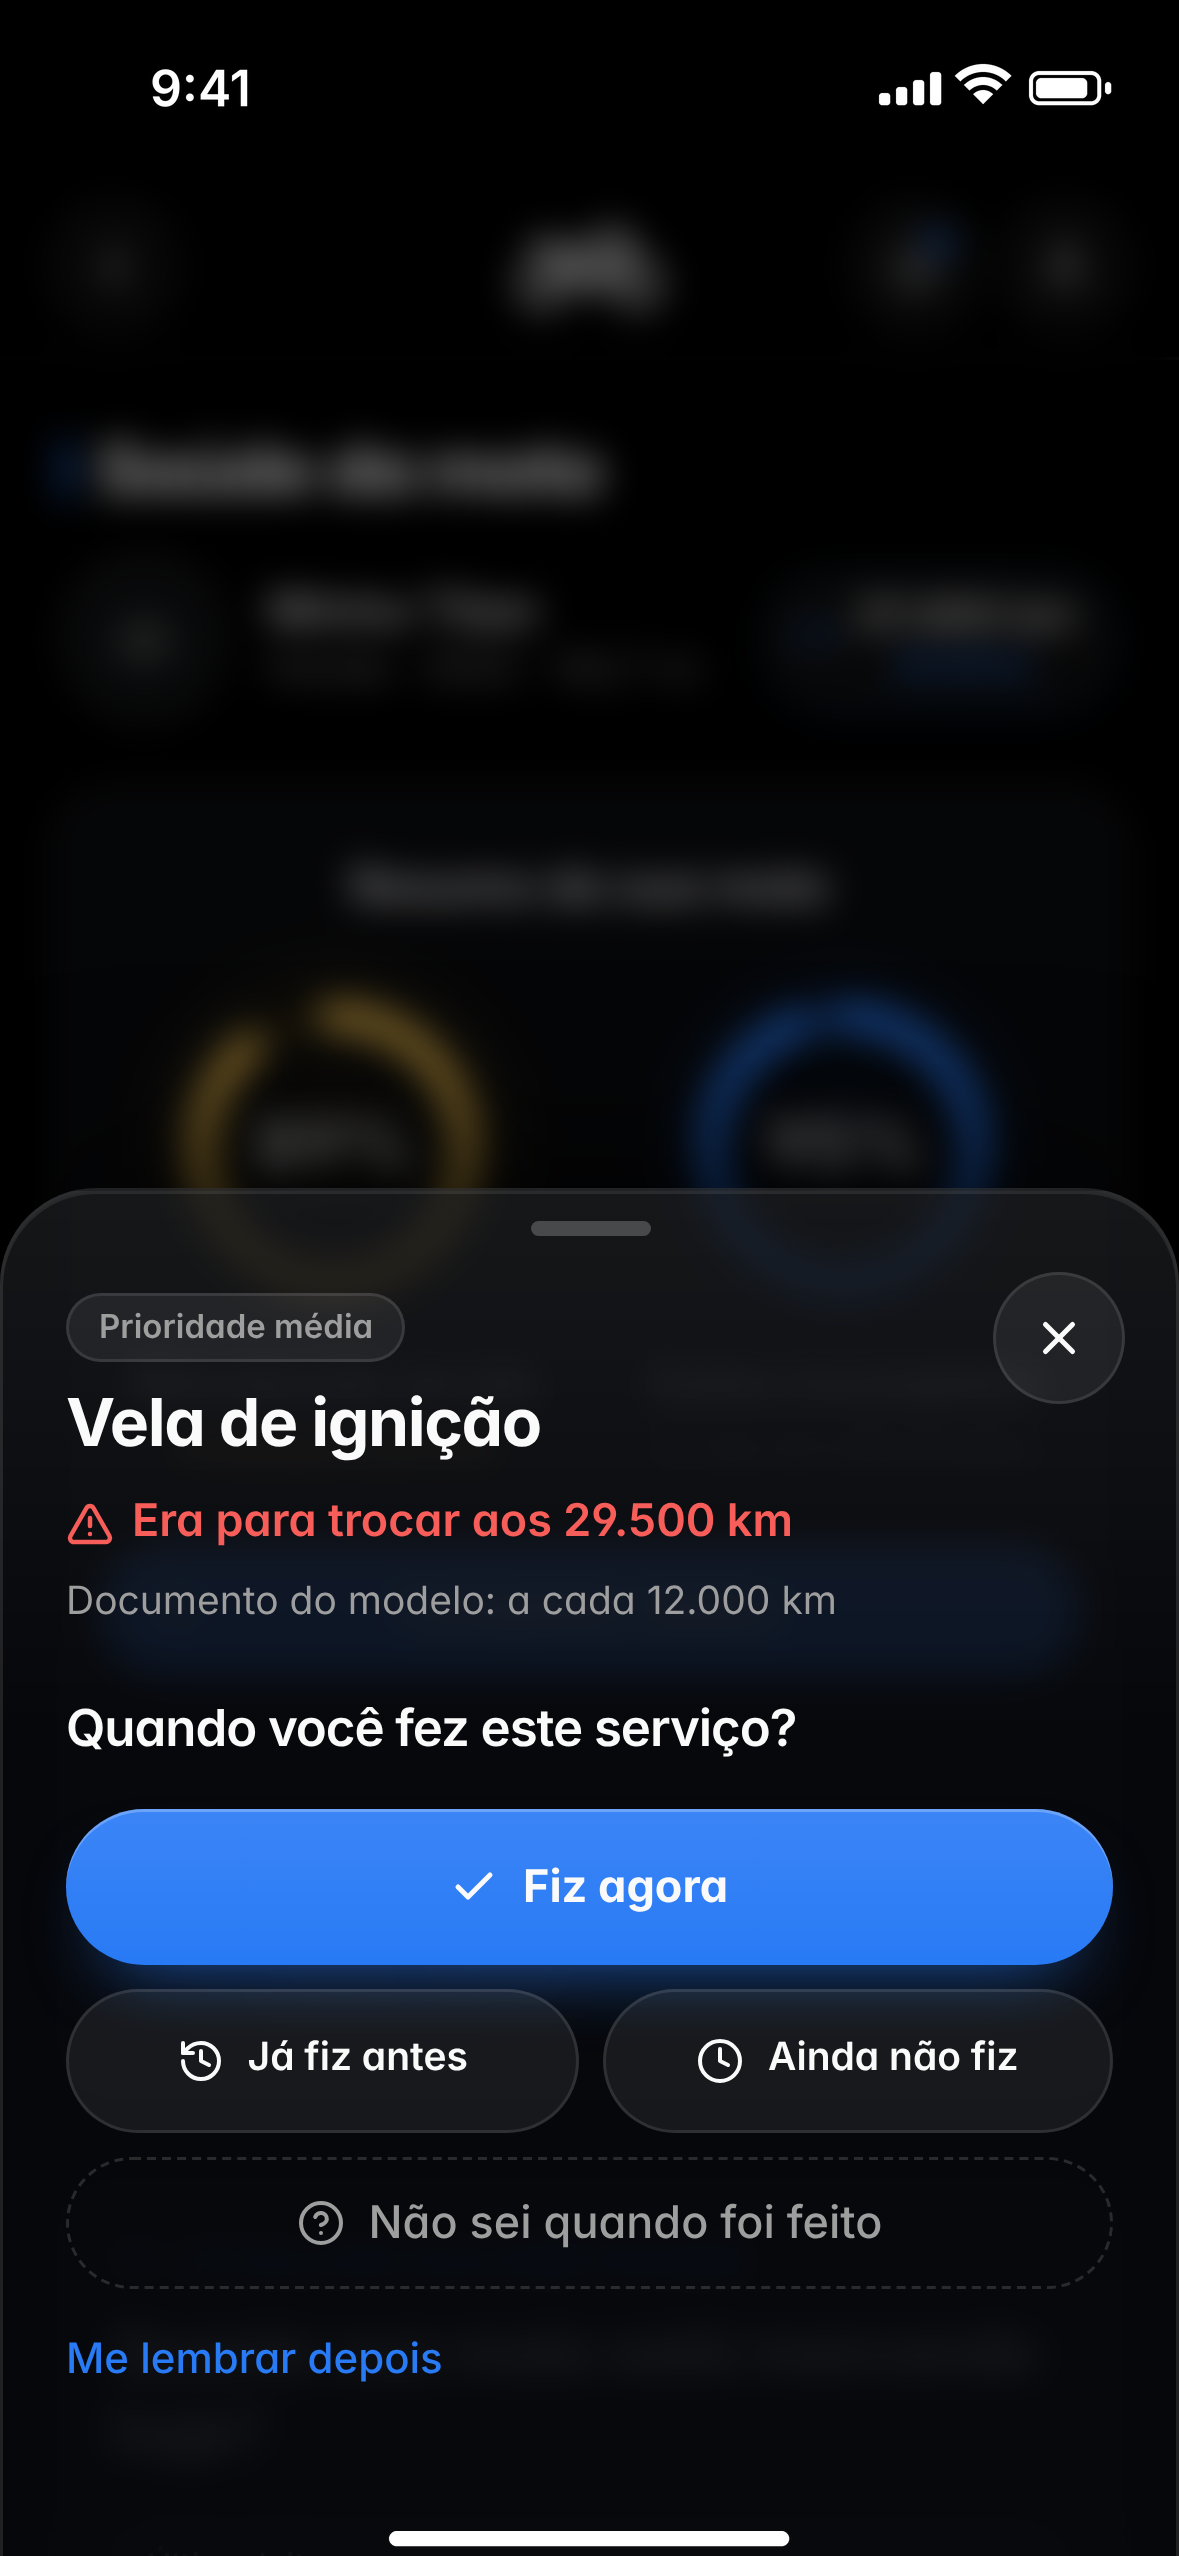 9:41
Prioridade média
Vela de ignição
Era para trocar aos 29.500 km
Documento do modelo: a cada 12.000 km
Quando você fez este serviço?
Fiz agora
Já fiz antes
Ainda não fiz
Não sei quando foi feito
Me lembrar depois